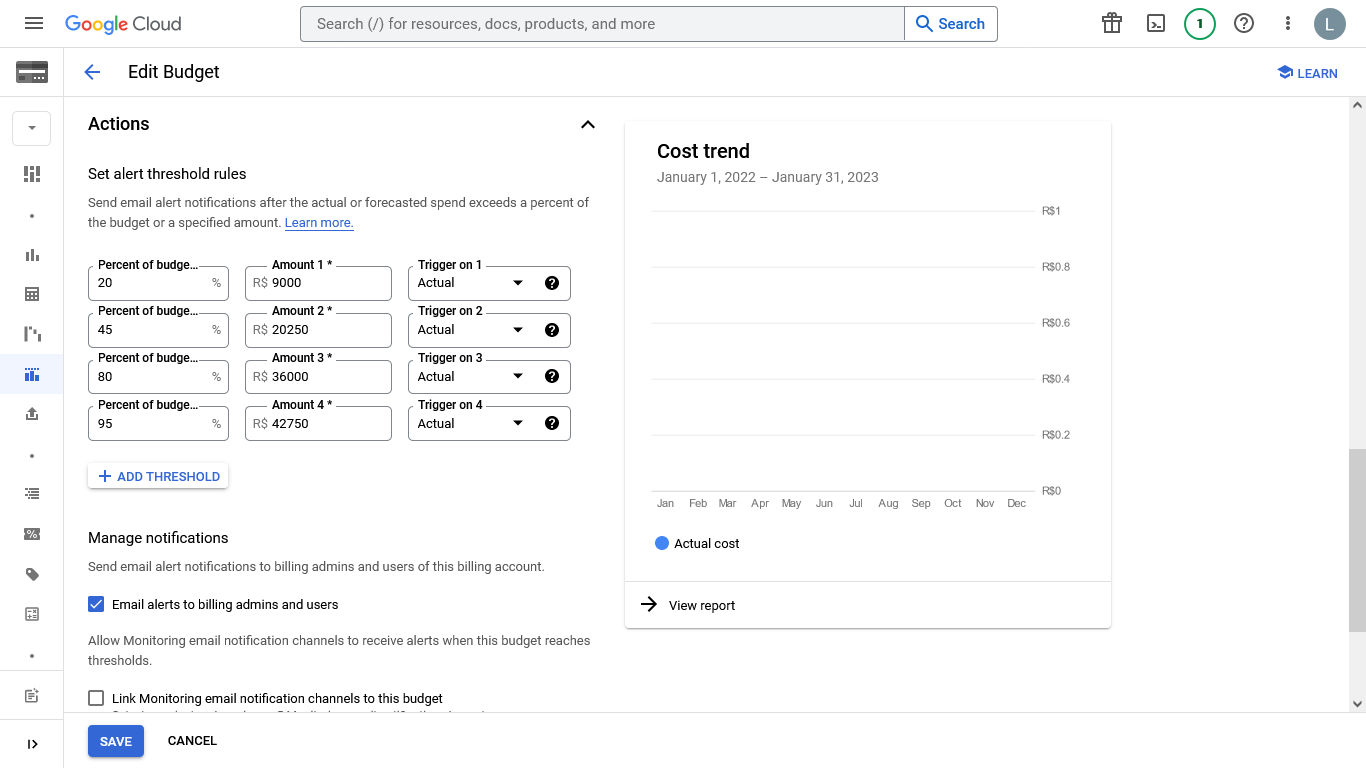 Google Cloud
Search (/) for resources, docs, products, and more
Search
1
L
Edit Budget
LEARN
Actions
Set alert threshold rules
Send email alert notifications after the actual or forecasted spend exceeds a percent of
the budget or a specified amount. Learn more.
Percent of budge... Amount 1 * Trigger on 1
20 % R$ 9000 Actual
Percent of budge... Amount 2 * Trigger on 2
45 % R$ 20250 Actual
Percent of budge... Amount 3 * Trigger on 3
80 % R$ 36000 Actual
Percent of budge... Amount 4 * Trigger on 4
95 % R$ 42750 Actual
ADD THRESHOLD
Manage notifications
Send email alert notifications to billing admins and users of this billing account.
Email alerts to billing admins and users
Allow Monitoring email notification channels to receive alerts when this budget reaches
thresholds.
Link Monitoring email notification channels to this budget
SAVE
CANCEL
Cost trend
January 1, 2022 – January 31, 2023
R$1
R$0.8
R$0.6
R$0.4
R$0.2
R$0
Jan Feb Mar Apr May Jun Jul Aug Sep Oct Nov Dec
Actual cost
View report